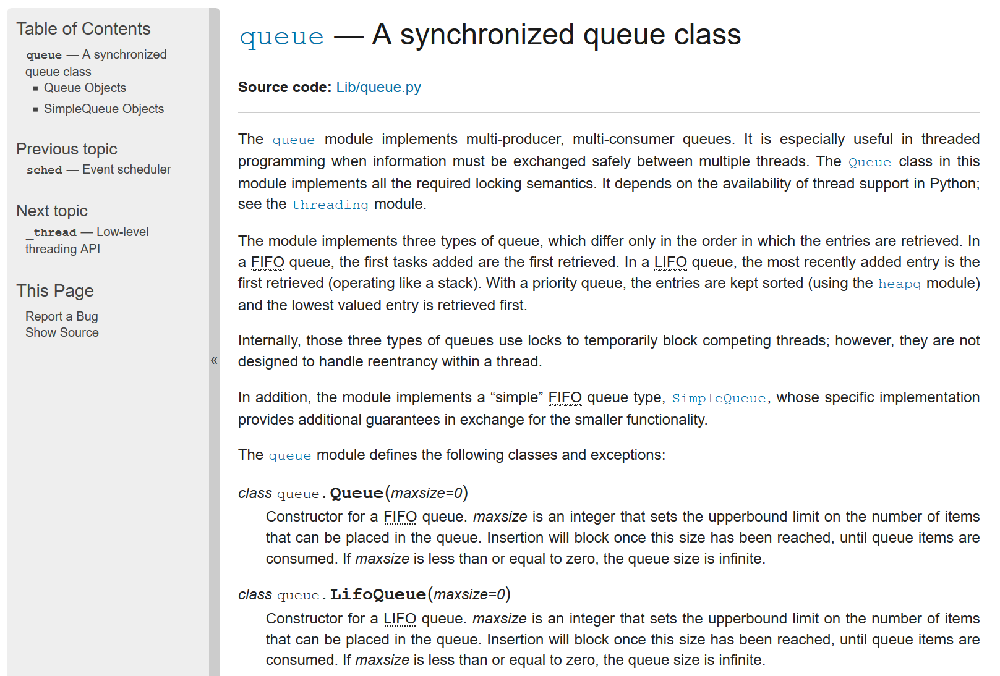 Table of Contents
queue — A synchronized
queue class
Queue Objects
SimpleQueue Objects
Previous topic
sched — Event scheduler
Next topic
_thread — Low-level
threading API
This Page
Report a Bug
Show Source
«
queue — A synchronized queue class
Source code: Lib/queue.py
The queue module implements multi-producer, multi-consumer queues. It is especially useful in threaded
programming when information must be exchanged safely between multiple threads. The Queue class in this
module implements all the required locking semantics. It depends on the availability of thread support in Python;
see the threading module.
The module implements three types of queue, which differ only in the order in which the entries are retrieved. In
a FIFO queue, the first tasks added are the first retrieved. In a LIFO queue, the most recently added entry is the
first retrieved (operating like a stack). With a priority queue, the entries are kept sorted (using the heapq module)
and the lowest valued entry is retrieved first.
Internally, those three types of queues use locks to temporarily block competing threads; however, they are not
designed to handle reentrancy within a thread.
In addition, the module implements a “simple” FIFO queue type, SimpleQueue, whose specific implementation
provides additional guarantees in exchange for the smaller functionality.
The queue module defines the following classes and exceptions:
class queue.Queue(maxsize=0)
Constructor for a FIFO queue. maxsize is an integer that sets the upperbound limit on the number of items
that can be placed in the queue. Insertion will block once this size has been reached, until queue items are
consumed. If maxsize is less than or equal to zero, the queue size is infinite.
class queue.LifoQueue(maxsize=0)
Constructor for a LIFO queue. maxsize is an integer that sets the upperbound limit on the number of items
that can be placed in the queue. Insertion will block once this size has been reached, until queue items are
consumed. If maxsize is less than or equal to zero, the queue size is infinite.